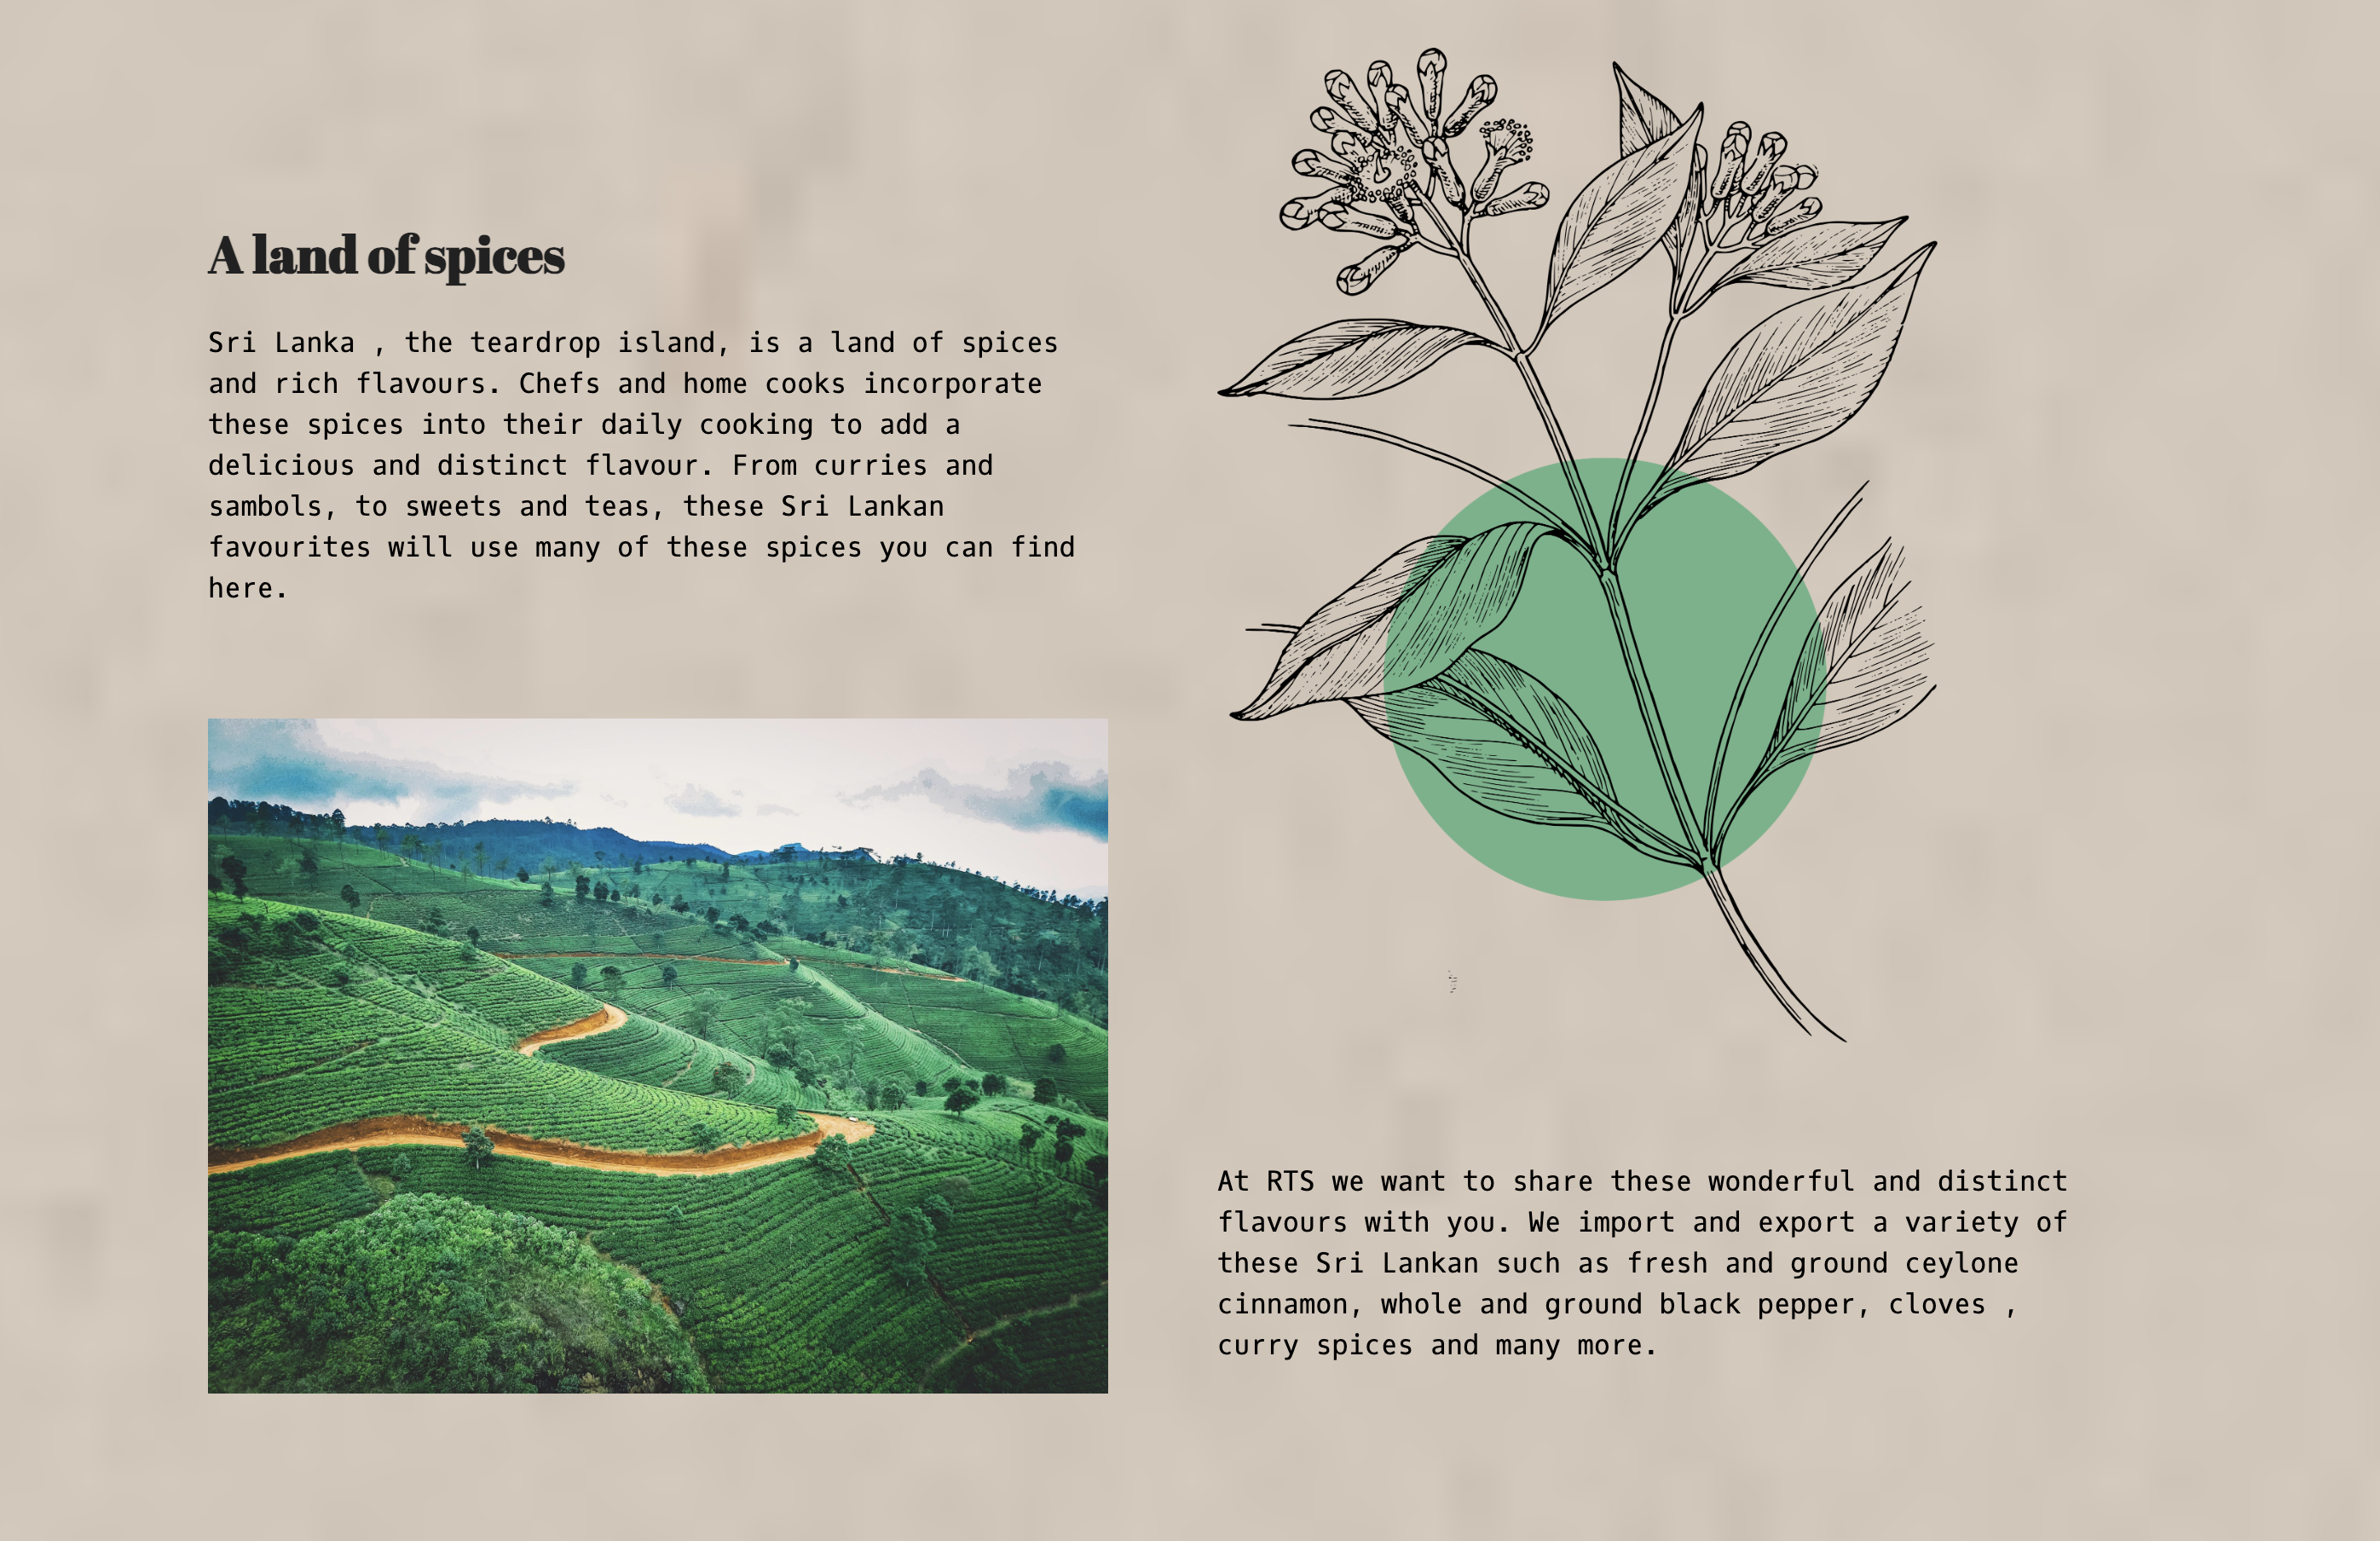 A land of spices
Sri Lanka , the teardrop island, is a land of spices
and rich flavours. Chefs and home cooks incorporate
these spices into their daily cooking to add a
delicious and distinct flavour. From curries and
sambols, to sweets and teas, these Sri Lankan
favourites will use many of these spices you can find
here.
At RTS we want to share these wonderful and distinct
flavours with you. We import and export a variety of
these Sri Lankan such as fresh and ground ceylone
cinnamon, whole and ground black pepper, cloves ,
curry spices and many more.